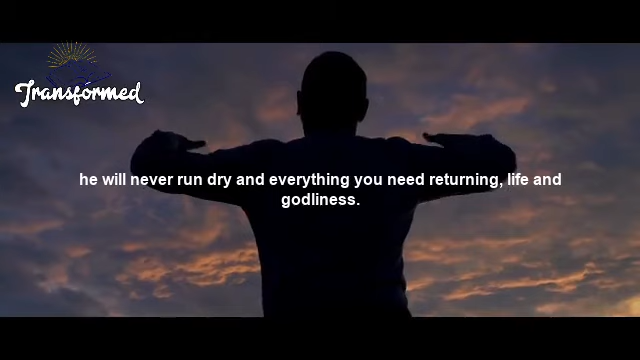 Transformed
he will never run dry and everything you need returning, life and
godliness.